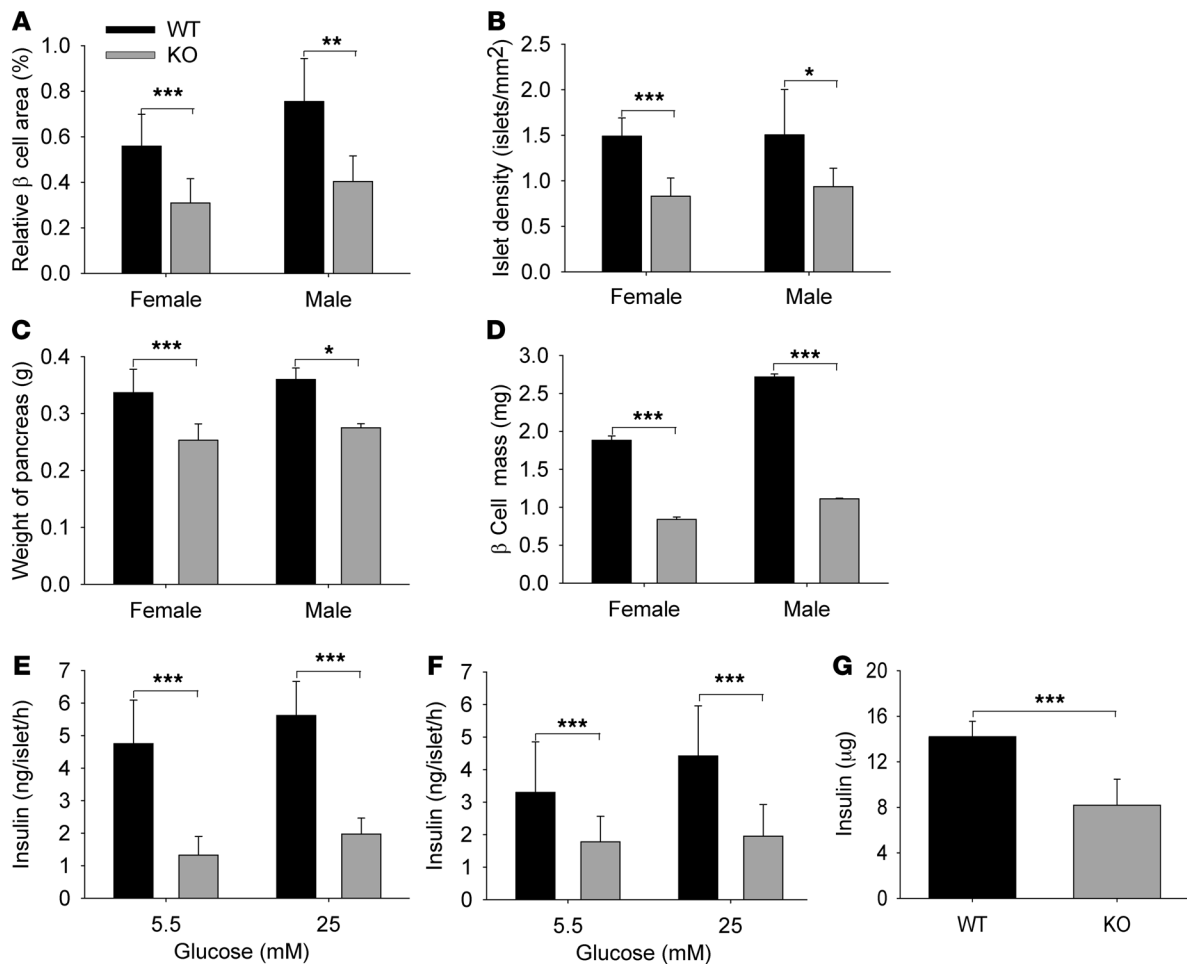 A
WT
KO
Relative β cell area (%)
1.0
0.8
0.6
0.4
0.2
0.0
***
**
Female
Male
B
Islet density (islets/mm²)
2.5
2.0
1.5
1.0
0.5
0.0
***
*
Female
Male
C
Weight of pancreas (g)
0.4
0.3
0.2
0.1
0.0
***
*
Female
Male
D
β Cell mass (mg)
3.0
2.5
2.0
1.5
1.0
0.5
0.0
***
***
Female
Male
E
Insulin (ng/islet/h)
7
6
5
4
3
2
1
0
***
***
5.5
25
Glucose (mM)
F
Insulin (ng/islet/h)
7
6
5
4
3
2
1
0
***
***
5.5
25
Glucose (mM)
G
Insulin (μg)
20
16
12
8
4
0
***
WT
KO